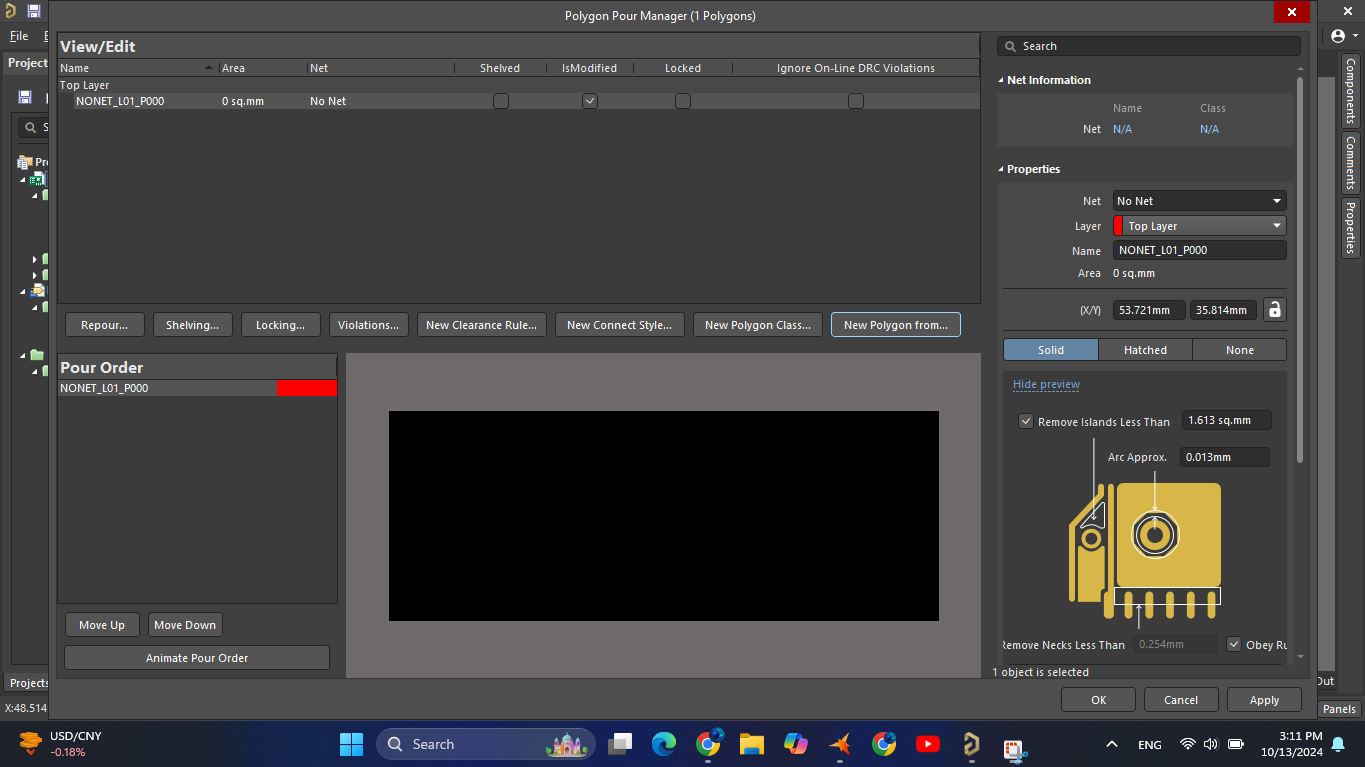 Polygon Pour Manager (1 Polygons)
File
Project
View/Edit
Name Area Net Shelved IsModified Locked Ignore On-Line DRC Violations
Top Layer
NONET_L01_P000 0 sq.mm No Net
Repour... Shelving... Locking... Violations... New Clearance Rule... New Connect Style... New Polygon Class... New Polygon from...
Pour Order
NONET_L01_P000
Move Up Move Down
Animate Pour Order
Search
Net Information
Name Class
Net N/A N/A
Properties
Net No Net
Layer Top Layer
Name NONET_L01_P000
Area 0 sq.mm
(X/Y) 53.721mm 35.814mm
Solid Hatched None
Hide preview
Remove Islands Less Than 1.613 sq.mm
Arc Approx. 0.013mm
Remove Necks Less Than 0.254mm Obey Ru
1 object is selected
OK Cancel Apply
Components
Comments
Properties
Projects
Out
X:48.514
Panels
USD/CNY
-0.18%
Search
ENG
3:11 PM
10/13/2024